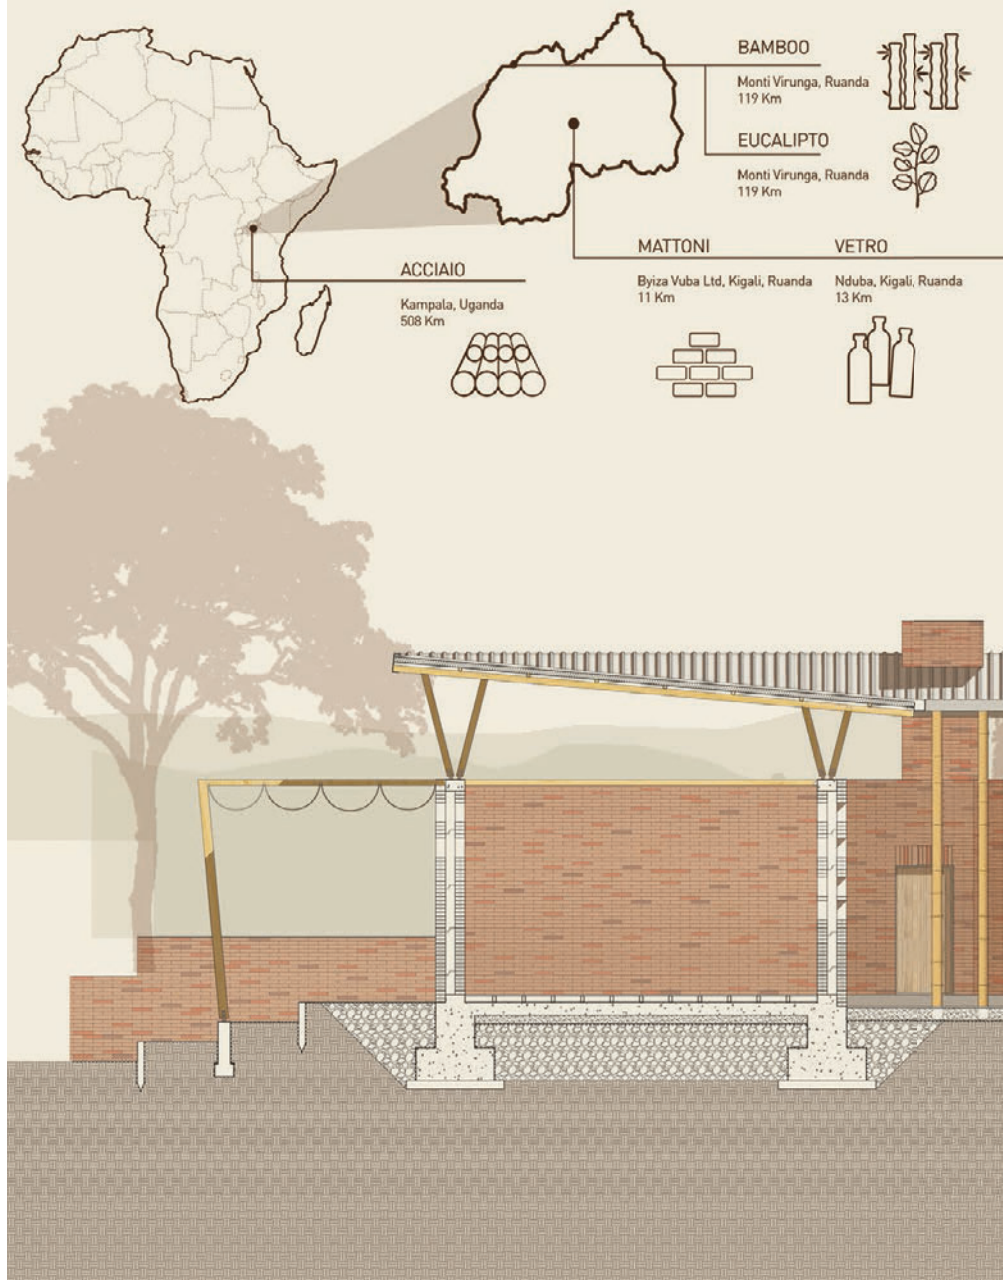 BAMBOO
Monti Virunga, Ruanda
119 Km
EUCALIPTO
Monti Virunga, Ruanda
119 Km
MATTONI
Byiza Vuba Ltd, Kigali, Ruanda
11 Km
VETRO
Nduba, Kigali, Ruanda
13 Km
ACCIAIO
Kampala, Uganda
508 Km